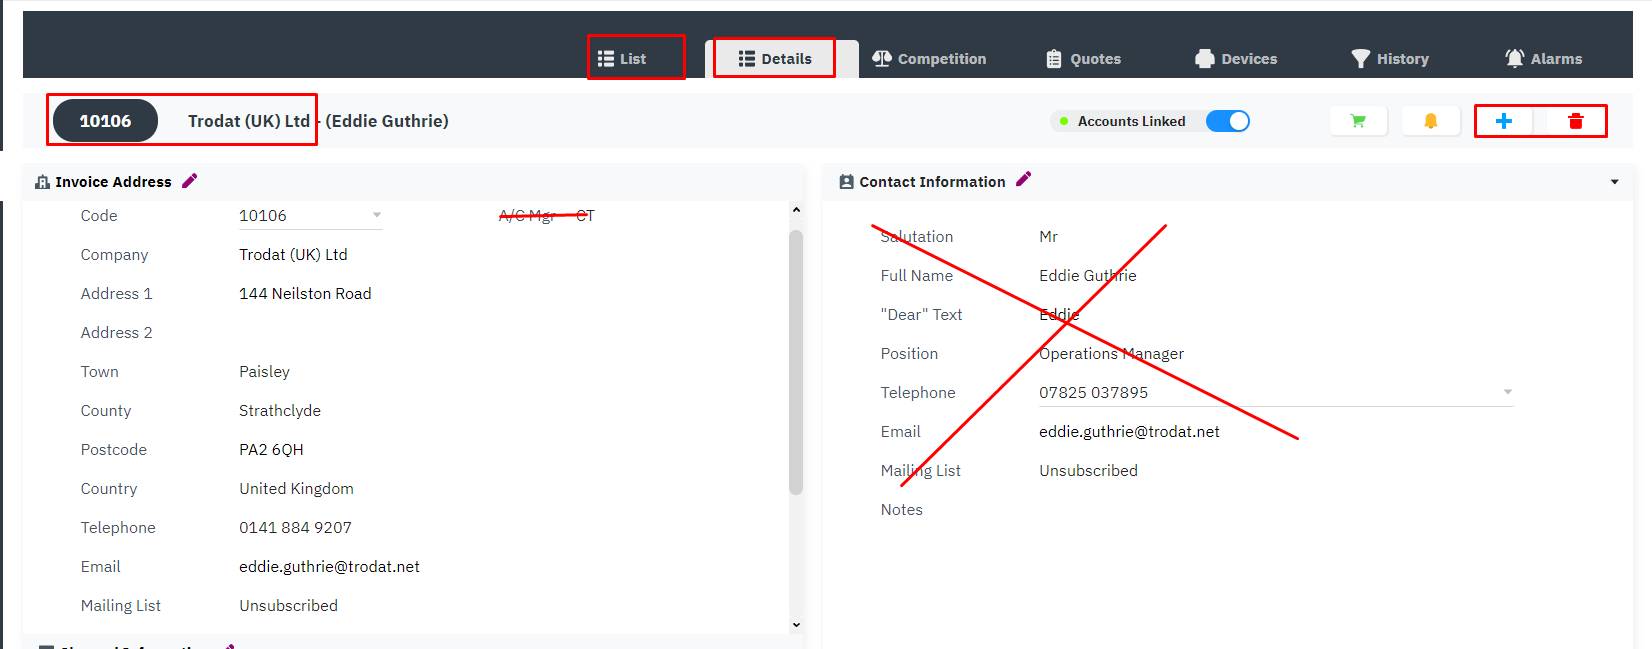 List Details Competition Quotes Devices History Alarms
10106 Trodat (UK) Ltd - (Eddie Guthrie) Accounts Linked
Invoice Address
Code 10106 A/C Mgr CT
Company Trodat (UK) Ltd
Address 1 144 Neilston Road
Address 2
Town Paisley
County Strathclyde
Postcode PA2 6QH
Country United Kingdom
Telephone 0141 884 9207
Email eddie.guthrie@trodat.net
Mailing List Unsubscribed
Contact Information
Salutation Mr
Full Name Eddie Guthrie
"Dear" Text Eddie
Position Operations Manager
Telephone 07825 037895
Email eddie.guthrie@trodat.net
Mailing List Unsubscribed
Notes